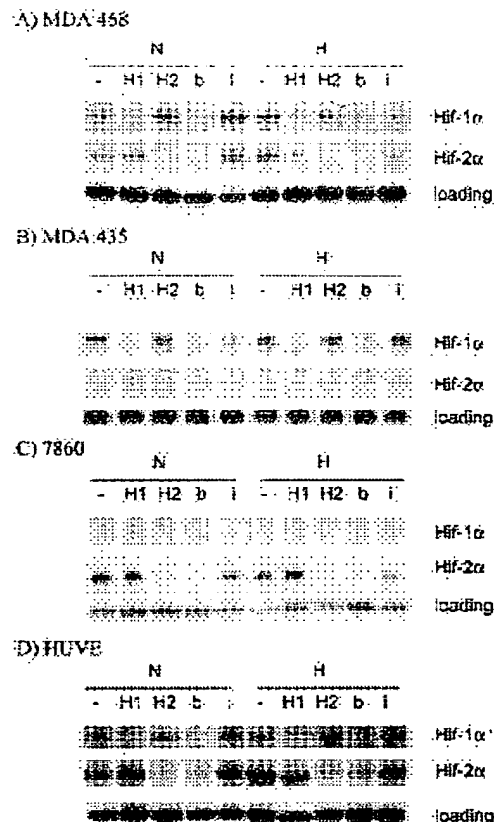 A) MDA 468
N H
- H1 H2 b i - H1 H2 b i
Hif-1α
Hif-2α
loading
B) MDA 435
N H
- H1 H2 b i - H1 H2 b i
Hif-1α
Hif-2α
loading
C) 7860
N H
- H1 H2 b i - H1 H2 b i
Hif-1α
Hif-2α
loading
D) HUVE
N H
- H1 H2 b i - H1 H2 b i
Hif-1α
Hif-2α
loading